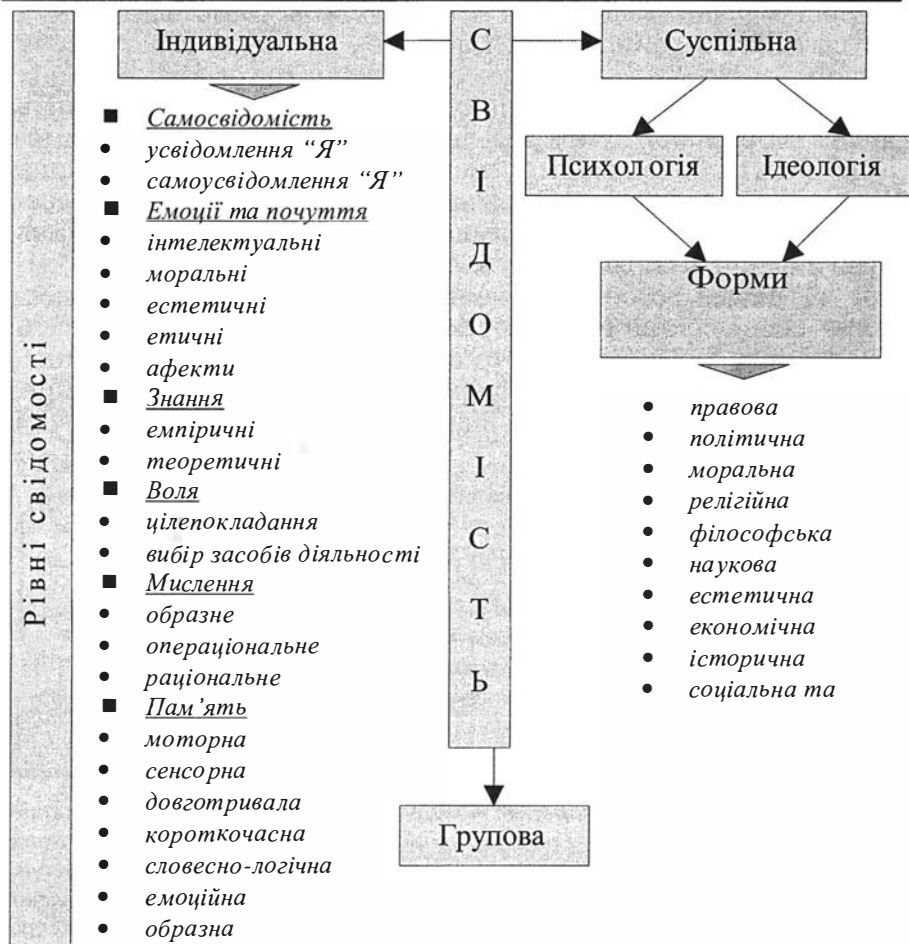 Рівні свідомості
Індивідуальна
Самосвідомість
усвідомлення “Я”
самоусвідомлення “Я”
Емоції та почуття
інтелектуальні
моральні
естетичні
етичні
афекти
Знання
емпіричні
теоретичні
Воля
цілепокладання
вибір засобів діяльності
Мислення
образне
операціональне
раціональне
Пам’ять
моторна
сенсорна
довготривала
короткочасна
словесно-логічна
емоційна
образна
С
В
І
Д
О
М
І
С
Т
Ь
Групова
Суспільна
Психологія
Ідеологія
Форми
правова
політична
моральна
релігійна
філософська
наукова
естетична
економічна
історична
соціальна та